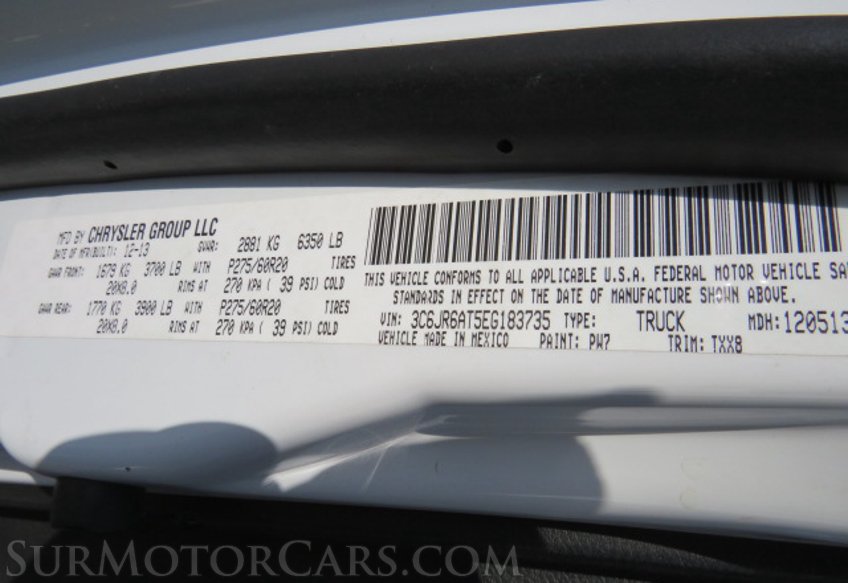 MFD BY CHRYSLER GROUP LLC
DATE OF MFR(BUILT): 12-13 GVWR: 2881 KG 6350 LB
GAWR FRONT: 1679 KG 3700 LB WITH P275/60R20 TIRES
20X8.0 RIMS AT 270 KPA ( 39 PSI) COLD
GAWR REAR: 1770 KG 3900 LB WITH P275/60R20 TIRES
20X8.0 RIMS AT 270 KPA ( 39 PSI) COLD
THIS VEHICLE CONFORMS TO ALL APPLICABLE U.S.A. FEDERAL MOTOR VEHICLE SA
STANDARDS IN EFFECT ON THE DATE OF MANUFACTURE SHOWN ABOVE.
VIN: 3C6JR6AT5EG183735 TYPE: TRUCK MDH: 120513
VEHICLE MADE IN MEXICO PAINT: PW7 TRIM: TXX8
SURMOTORCARS.COM